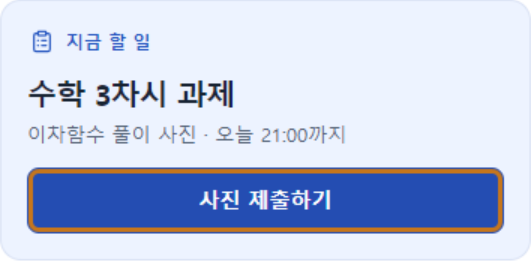 지금 할 일
수학 3차시 과제
이차함수 풀이 사진 · 오늘 21:00까지
사진 제출하기